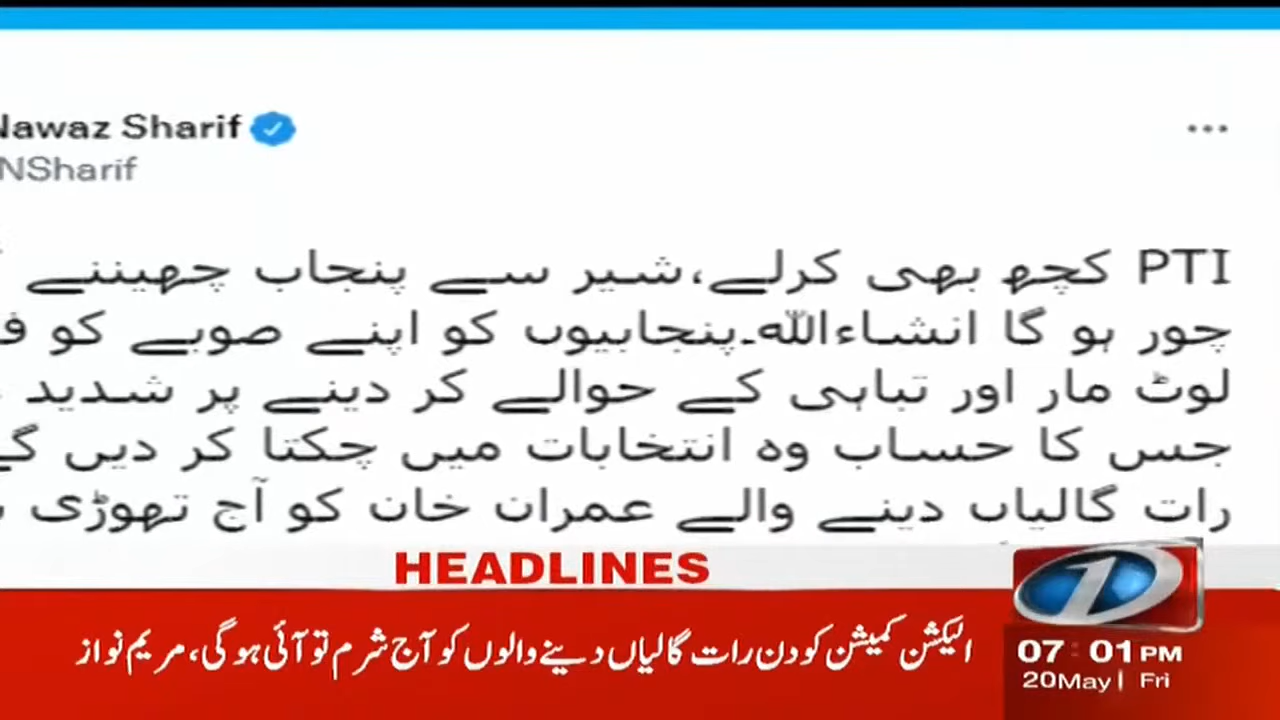 Nawaz Sharif
NSharif
PTI کچھ بھی کرلے،شیر سے پنجاب چھیننے
چور ہو گا انشاءاللہ۔پنجابیوں کو اپنے صوبے کو
لوٹ مار اور تباہی کے حوالے کر دینے پر شدید
جس کا حساب وہ انتخابات میں چکتا کر دیں گے
رات گالیاں دینے والے عمران خان کو آج تھوڑی
HEADLINES
الیکشن کمیشن کو دن رات گالیاں دینے والوں کو آج شرم تو آئی ہوگی، مریم نواز
1
07:01 PM
20May | Fri